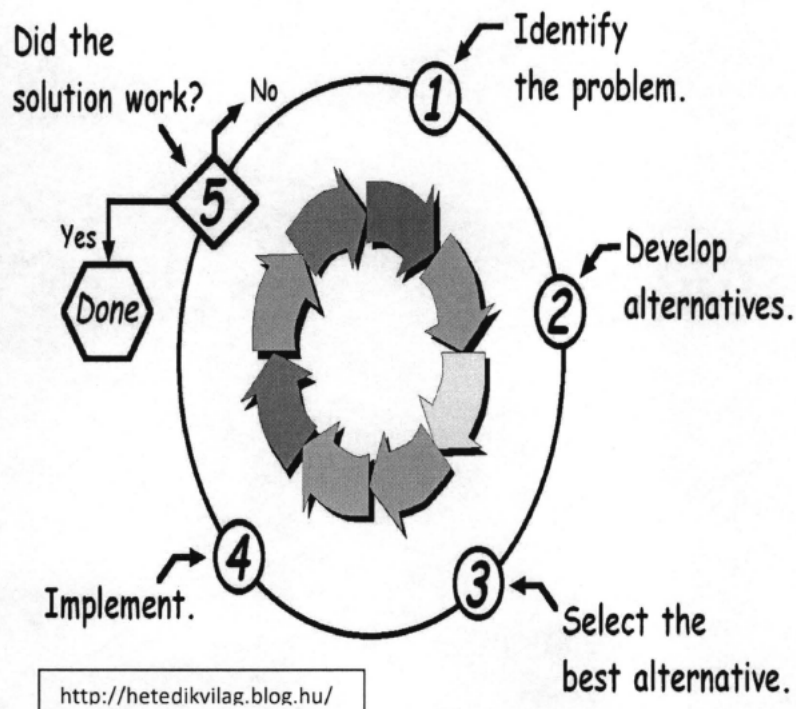 Did the
solution work?
No
5
Yes
Done
1
Identify
the problem.
2
Develop
alternatives.
3
Select the
best alternative.
4
Implement.
http://hetedikvilag.blog.hu/